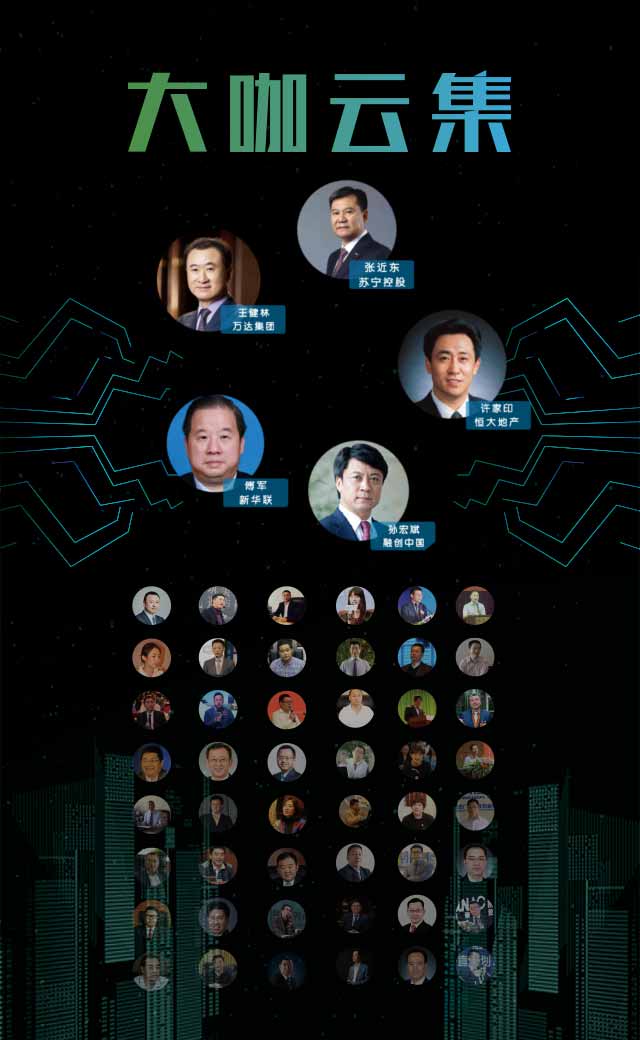 大咖云集
张近东
苏宁控股
王健林
万达集团
许家印
恒大地产
傅军
新华联
孙宏斌
融创中国